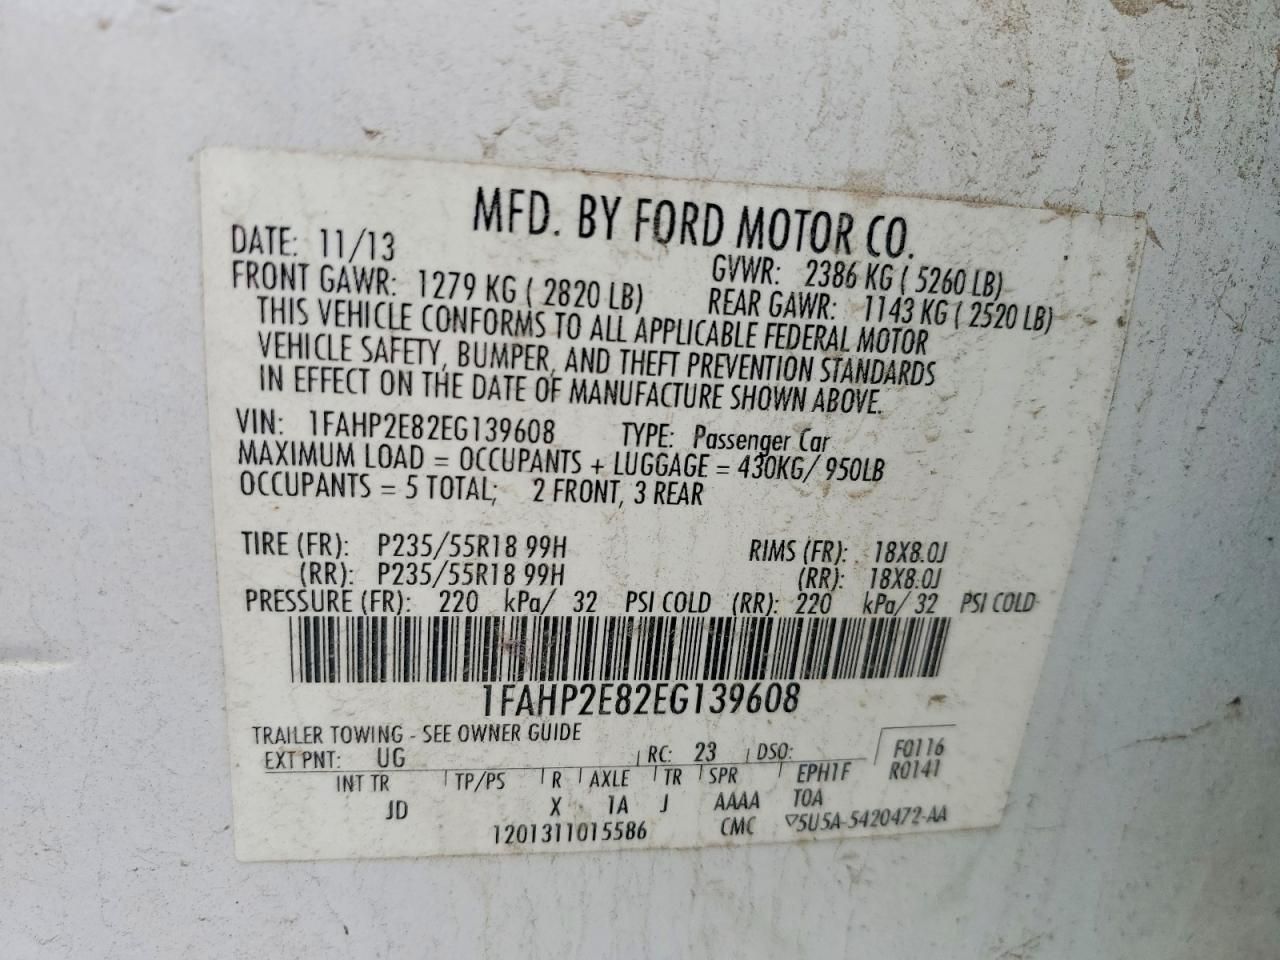 MFD. BY FORD MOTOR CO.
DATE: 11/13 GVWR: 2386 KG ( 5260 LB)
FRONT GAWR: 1279 KG ( 2820 LB) REAR GAWR: 1143 KG ( 2520 LB)
THIS VEHICLE CONFORMS TO ALL APPLICABLE FEDERAL MOTOR
VEHICLE SAFETY, BUMPER, AND THEFT PREVENTION STANDARDS
IN EFFECT ON THE DATE OF MANUFACTURE SHOWN ABOVE.
VIN: 1FAHP2E82EG139608 TYPE: Passenger Car
MAXIMUM LOAD = OCCUPANTS + LUGGAGE = 430KG/ 950LB
OCCUPANTS = 5 TOTAL; 2 FRONT, 3 REAR
TIRE (FR): P235/55R18 99H RIMS (FR): 18X8.0J
(RR): P235/55R18 99H (RR): 18X8.0J
PRESSURE (FR): 220 kPa/ 32 PSI COLD (RR): 220 kPa/ 32 PSI COLD
1FAHP2E82EG139608
TRAILER TOWING - SEE OWNER GUIDE
EXT PNT: UG RC: 23 DSO: F0116
INT TR TP/PS R AXLE TR SPR EPH1F R0141
JD X 1A J AAAA TOA
1201311015586 CMC ▽5U5A-5420472-AA